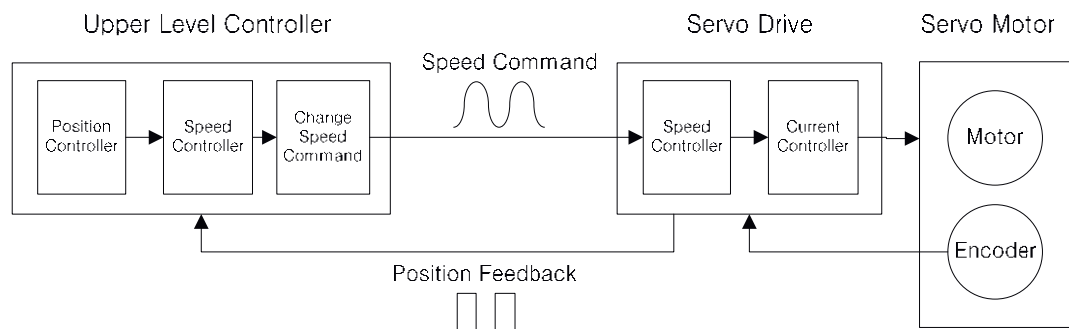 Upper Level Controller
Servo Drive
Servo Motor
Speed Command
Position
Controller
Speed
Controller
Change
Speed
Command
Speed
Controller
Current
Controller
Motor
Encoder
Position Feedback